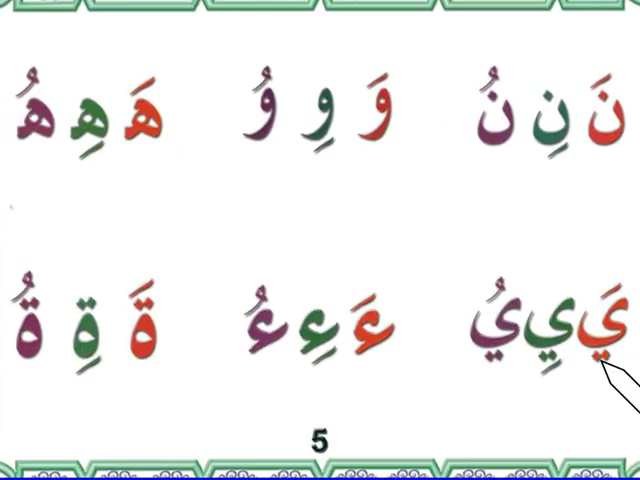 نَ نِ نُ وَ وِ وُ هَ هِ هُ
يَ يِ يُ ءَ ءِ ءُ ةَ ةِ ةُ
5